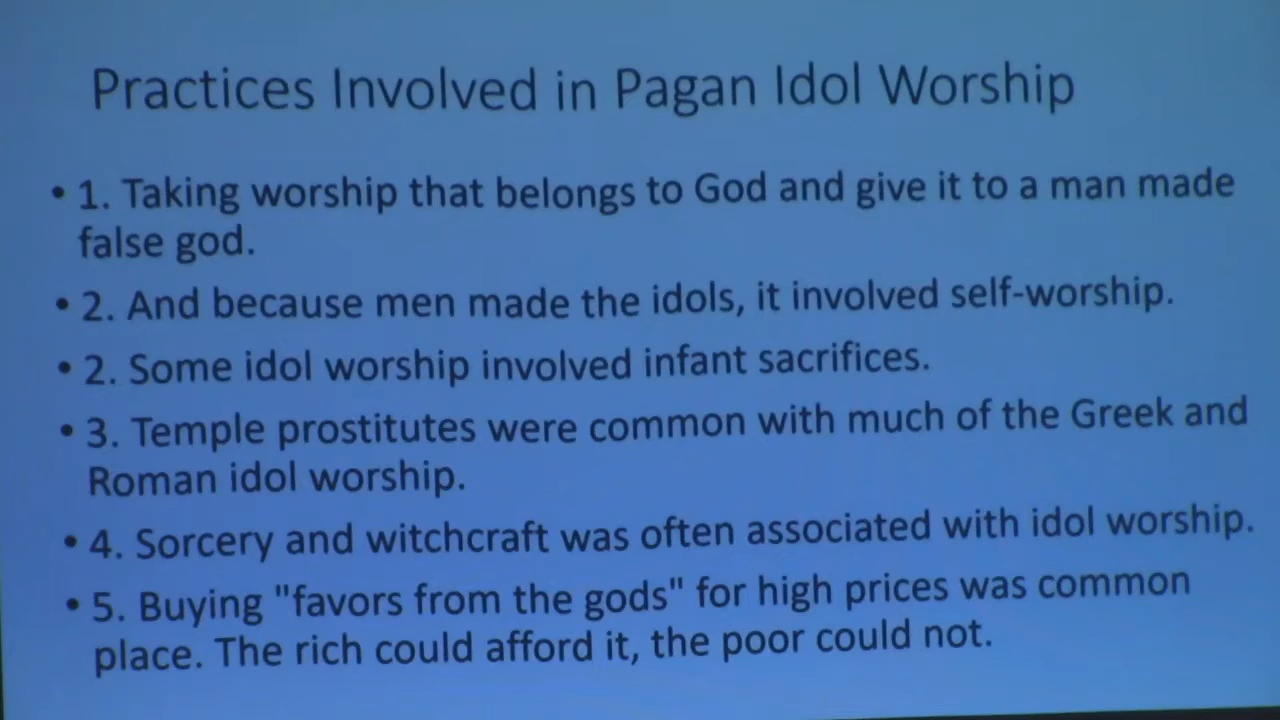 Practices Involved in Pagan Idol Worship
• 1. Taking worship that belongs to God and give it to a man made
false god.
• 2. And because men made the idols, it involved self-worship.
• 2. Some idol worship involved infant sacrifices.
• 3. Temple prostitutes were common with much of the Greek and
Roman idol worship.
• 4. Sorcery and witchcraft was often associated with idol worship.
• 5. Buying "favors from the gods" for high prices was common
place. The rich could afford it, the poor could not.